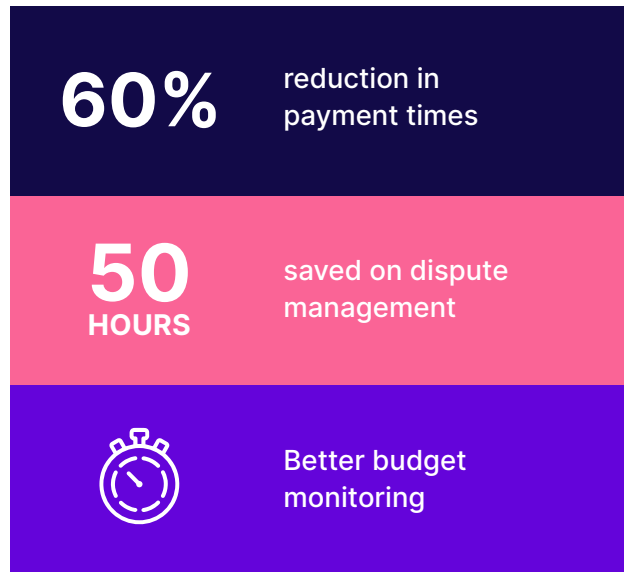 60%
reduction in
payment times
50
HOURS
saved on dispute
management
Better budget
monitoring